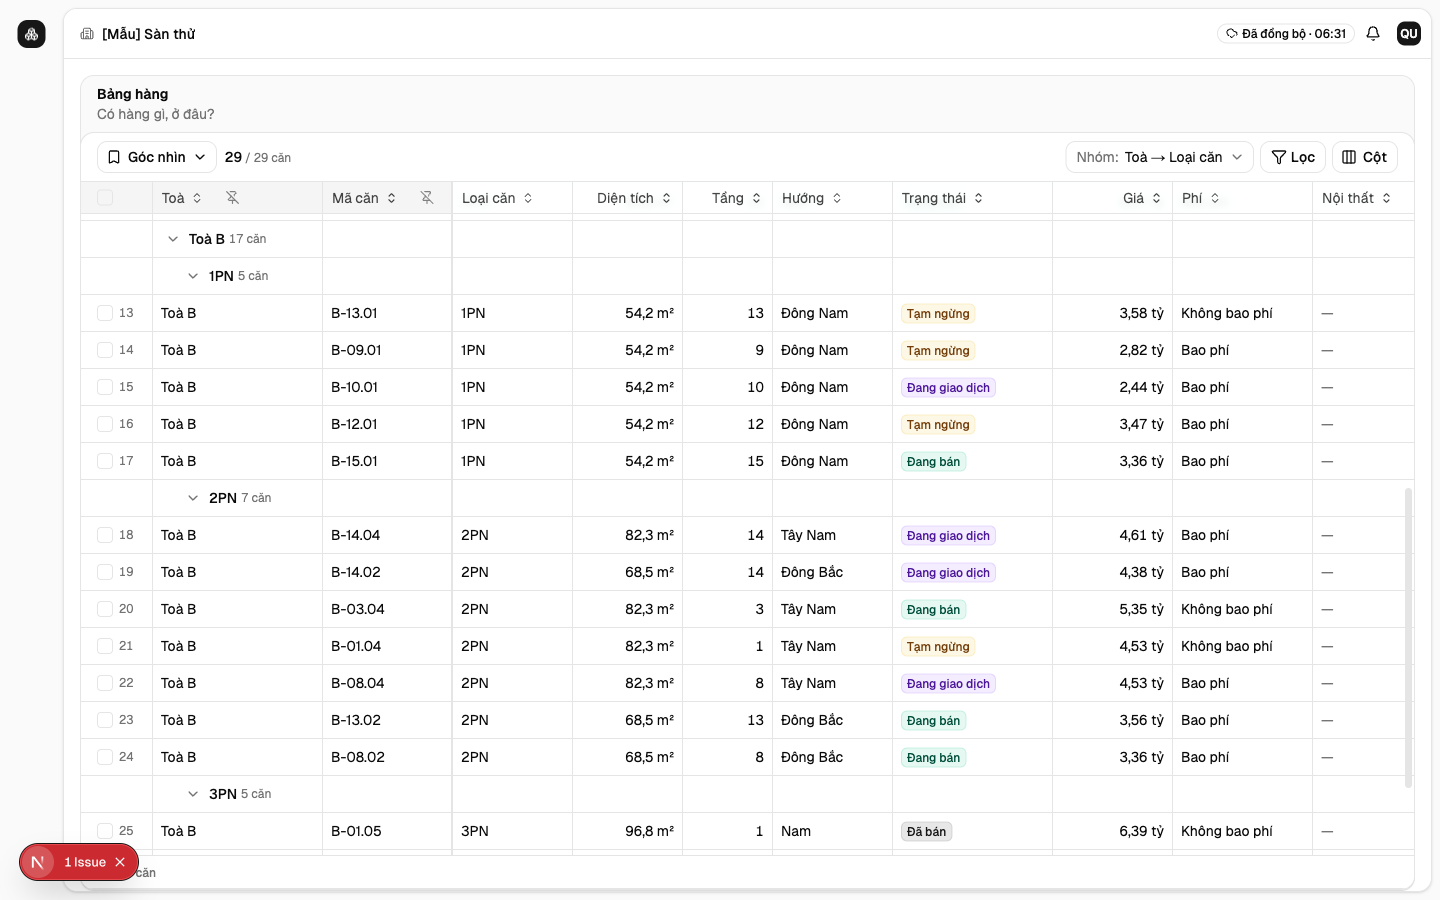 [Mẫu] Sàn thử
Đã đồng bộ · 06:31
QU
Bảng hàng
Có hàng gì, ở đâu?
Góc nhìn 29 / 29 căn Nhóm: Toà → Loại căn Lọc Cột
Toà Mã căn Loại căn Diện tích Tầng Hướng Trạng thái Giá Phí Nội thất
Toà B 17 căn
1PN 5 căn
13 Toà B B-13.01 1PN 54,2 m² 13 Đông Nam Tạm ngừng 3,58 tỷ Không bao phí —
14 Toà B B-09.01 1PN 54,2 m² 9 Đông Nam Tạm ngừng 2,82 tỷ Bao phí —
15 Toà B B-10.01 1PN 54,2 m² 10 Đông Nam Đang giao dịch 2,44 tỷ Bao phí —
16 Toà B B-12.01 1PN 54,2 m² 12 Đông Nam Tạm ngừng 3,47 tỷ Bao phí —
17 Toà B B-15.01 1PN 54,2 m² 15 Đông Nam Đang bán 3,36 tỷ Bao phí —
2PN 7 căn
18 Toà B B-14.04 2PN 82,3 m² 14 Tây Nam Đang giao dịch 4,61 tỷ Bao phí —
19 Toà B B-14.02 2PN 68,5 m² 14 Đông Bắc Đang giao dịch 4,38 tỷ Bao phí —
20 Toà B B-03.04 2PN 82,3 m² 3 Tây Nam Đang bán 5,35 tỷ Không bao phí —
21 Toà B B-01.04 2PN 82,3 m² 1 Tây Nam Tạm ngừng 4,53 tỷ Không bao phí —
22 Toà B B-08.04 2PN 82,3 m² 8 Tây Nam Đang giao dịch 4,53 tỷ Bao phí —
23 Toà B B-13.02 2PN 68,5 m² 13 Đông Bắc Đang bán 3,56 tỷ Bao phí —
24 Toà B B-08.02 2PN 68,5 m² 8 Đông Bắc Đang bán 3,36 tỷ Bao phí —
3PN 5 căn
25 Toà B B-01.05 3PN 96,8 m² 1 Nam Đã bán 6,39 tỷ Không bao phí —
N 1 Issue
căn